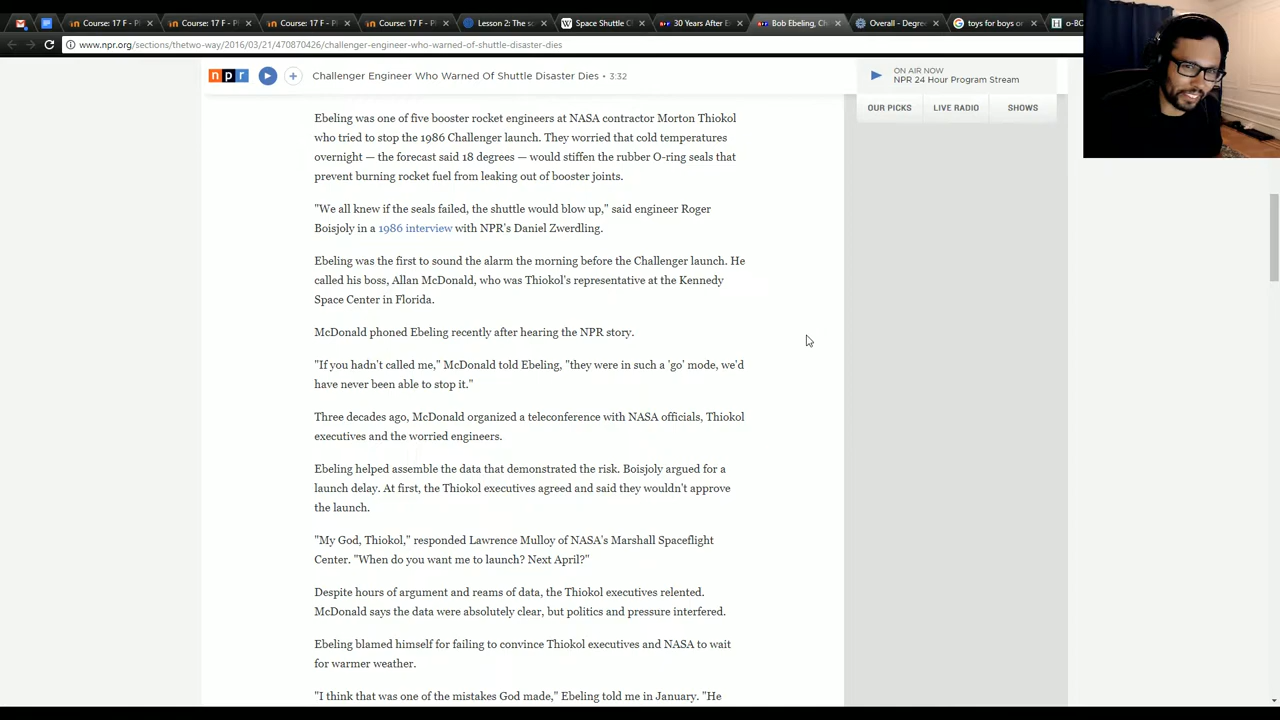 Course: 17 F - P
Course: 17 F - P
Course: 17 F - P
Course: 17 F - P
Lesson 2: The sc
Space Shuttle C
30 Years After E
Bob Ebeling, Ch
Overall - Degre
toys for boys or
o-BO
www.npr.org/sections/thetwo-way/2016/03/21/470870426/challenger-engineer-who-warned-of-shuttle-disaster-dies
npr
Challenger Engineer Who Warned Of Shuttle Disaster Dies • 3:32
ON AIR NOW
NPR 24 Hour Program Stream
OUR PICKS
LIVE RADIO
SHOWS
Ebeling was one of five booster rocket engineers at NASA contractor Morton Thiokol
who tried to stop the 1986 Challenger launch. They worried that cold temperatures
overnight — the forecast said 18 degrees — would stiffen the rubber O-ring seals that
prevent burning rocket fuel from leaking out of booster joints.
"We all knew if the seals failed, the shuttle would blow up," said engineer Roger
Boisjoly in a 1986 interview with NPR's Daniel Zwerdling.
Ebeling was the first to sound the alarm the morning before the Challenger launch. He
called his boss, Allan McDonald, who was Thiokol's representative at the Kennedy
Space Center in Florida.
McDonald phoned Ebeling recently after hearing the NPR story.
"If you hadn't called me," McDonald told Ebeling, "they were in such a 'go' mode, we'd
have never been able to stop it."
Three decades ago, McDonald organized a teleconference with NASA officials, Thiokol
executives and the worried engineers.
Ebeling helped assemble the data that demonstrated the risk. Boisjoly argued for a
launch delay. At first, the Thiokol executives agreed and said they wouldn't approve
the launch.
"My God, Thiokol," responded Lawrence Mulloy of NASA's Marshall Spaceflight
Center. "When do you want me to launch? Next April?"
Despite hours of argument and reams of data, the Thiokol executives relented.
McDonald says the data were absolutely clear, but politics and pressure interfered.
Ebeling blamed himself for failing to convince Thiokol executives and NASA to wait
for warmer weather.
"I think that was one of the mistakes God made," Ebeling told me in January. "He